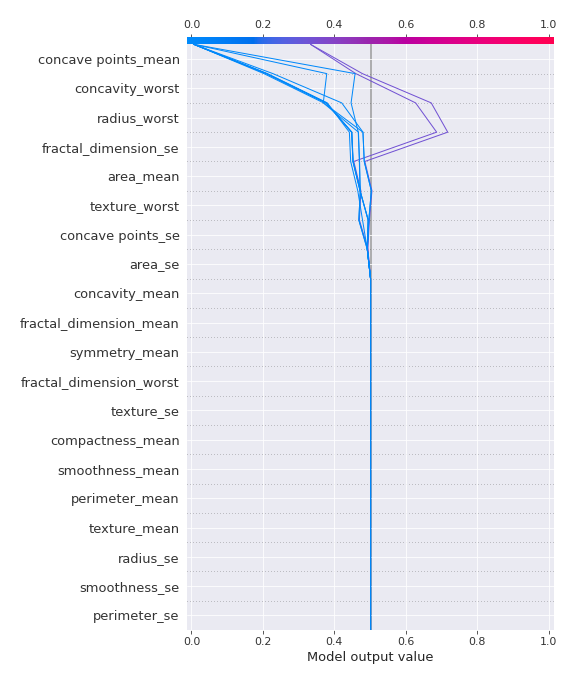 0.0 0.2 0.4 0.6 0.8 1.0
concave points_mean
concavity_worst
radius_worst
fractal_dimension_se
area_mean
texture_worst
concave points_se
area_se
concavity_mean
fractal_dimension_mean
symmetry_mean
fractal_dimension_worst
texture_se
compactness_mean
smoothness_mean
perimeter_mean
texture_mean
radius_se
smoothness_se
perimeter_se
0.0 0.2 0.4 0.6 0.8 1.0
Model output value